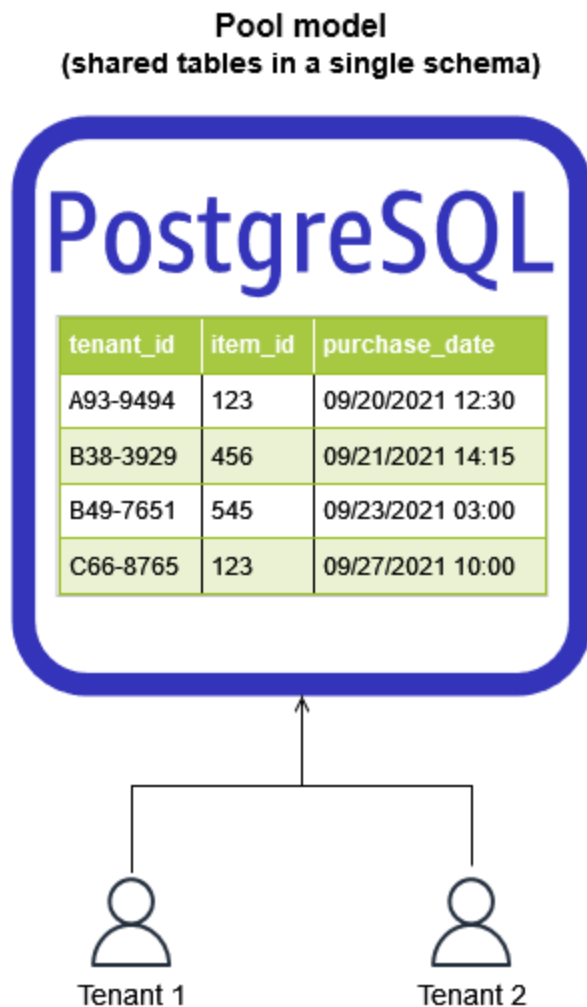 Pool model
(shared tables in a single schema)
PostgreSQL
tenant_id item_id purchase_date
A93-9494 123 09/20/2021 12:30
B38-3929 456 09/21/2021 14:15
B49-7651 545 09/23/2021 03:00
C66-8765 123 09/27/2021 10:00
Tenant 1 Tenant 2